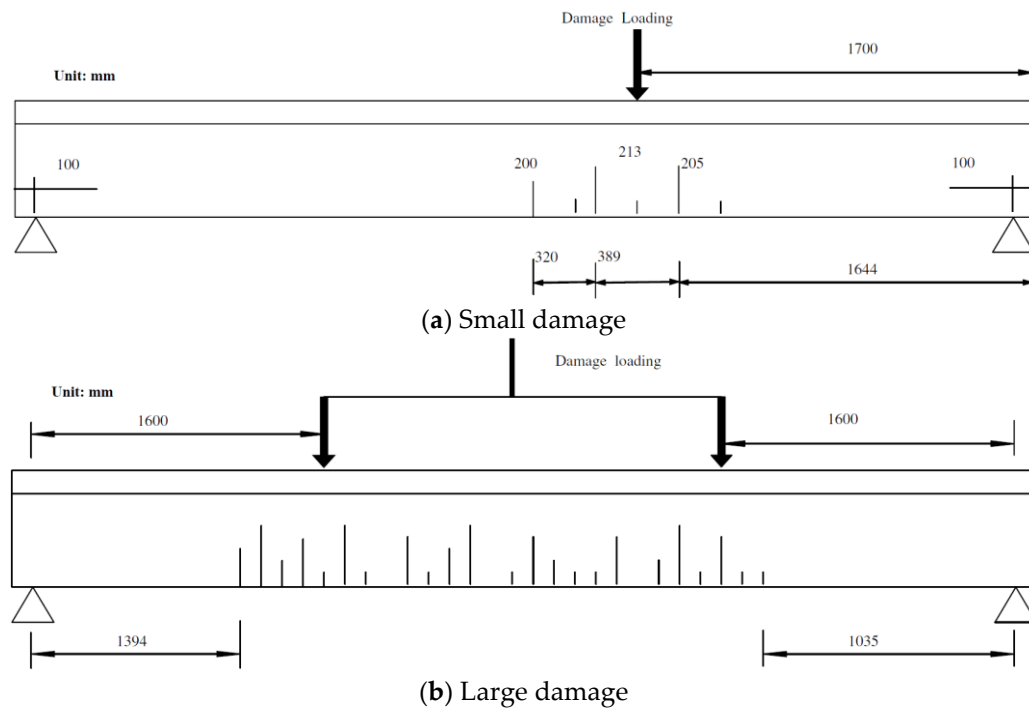 Damage Loading
1700
Unit: mm
100
200
213
205
100
320
389
1644
(a) Small damage
Damage loading
Unit: mm
1600
1600
1394
1035
(b) Large damage